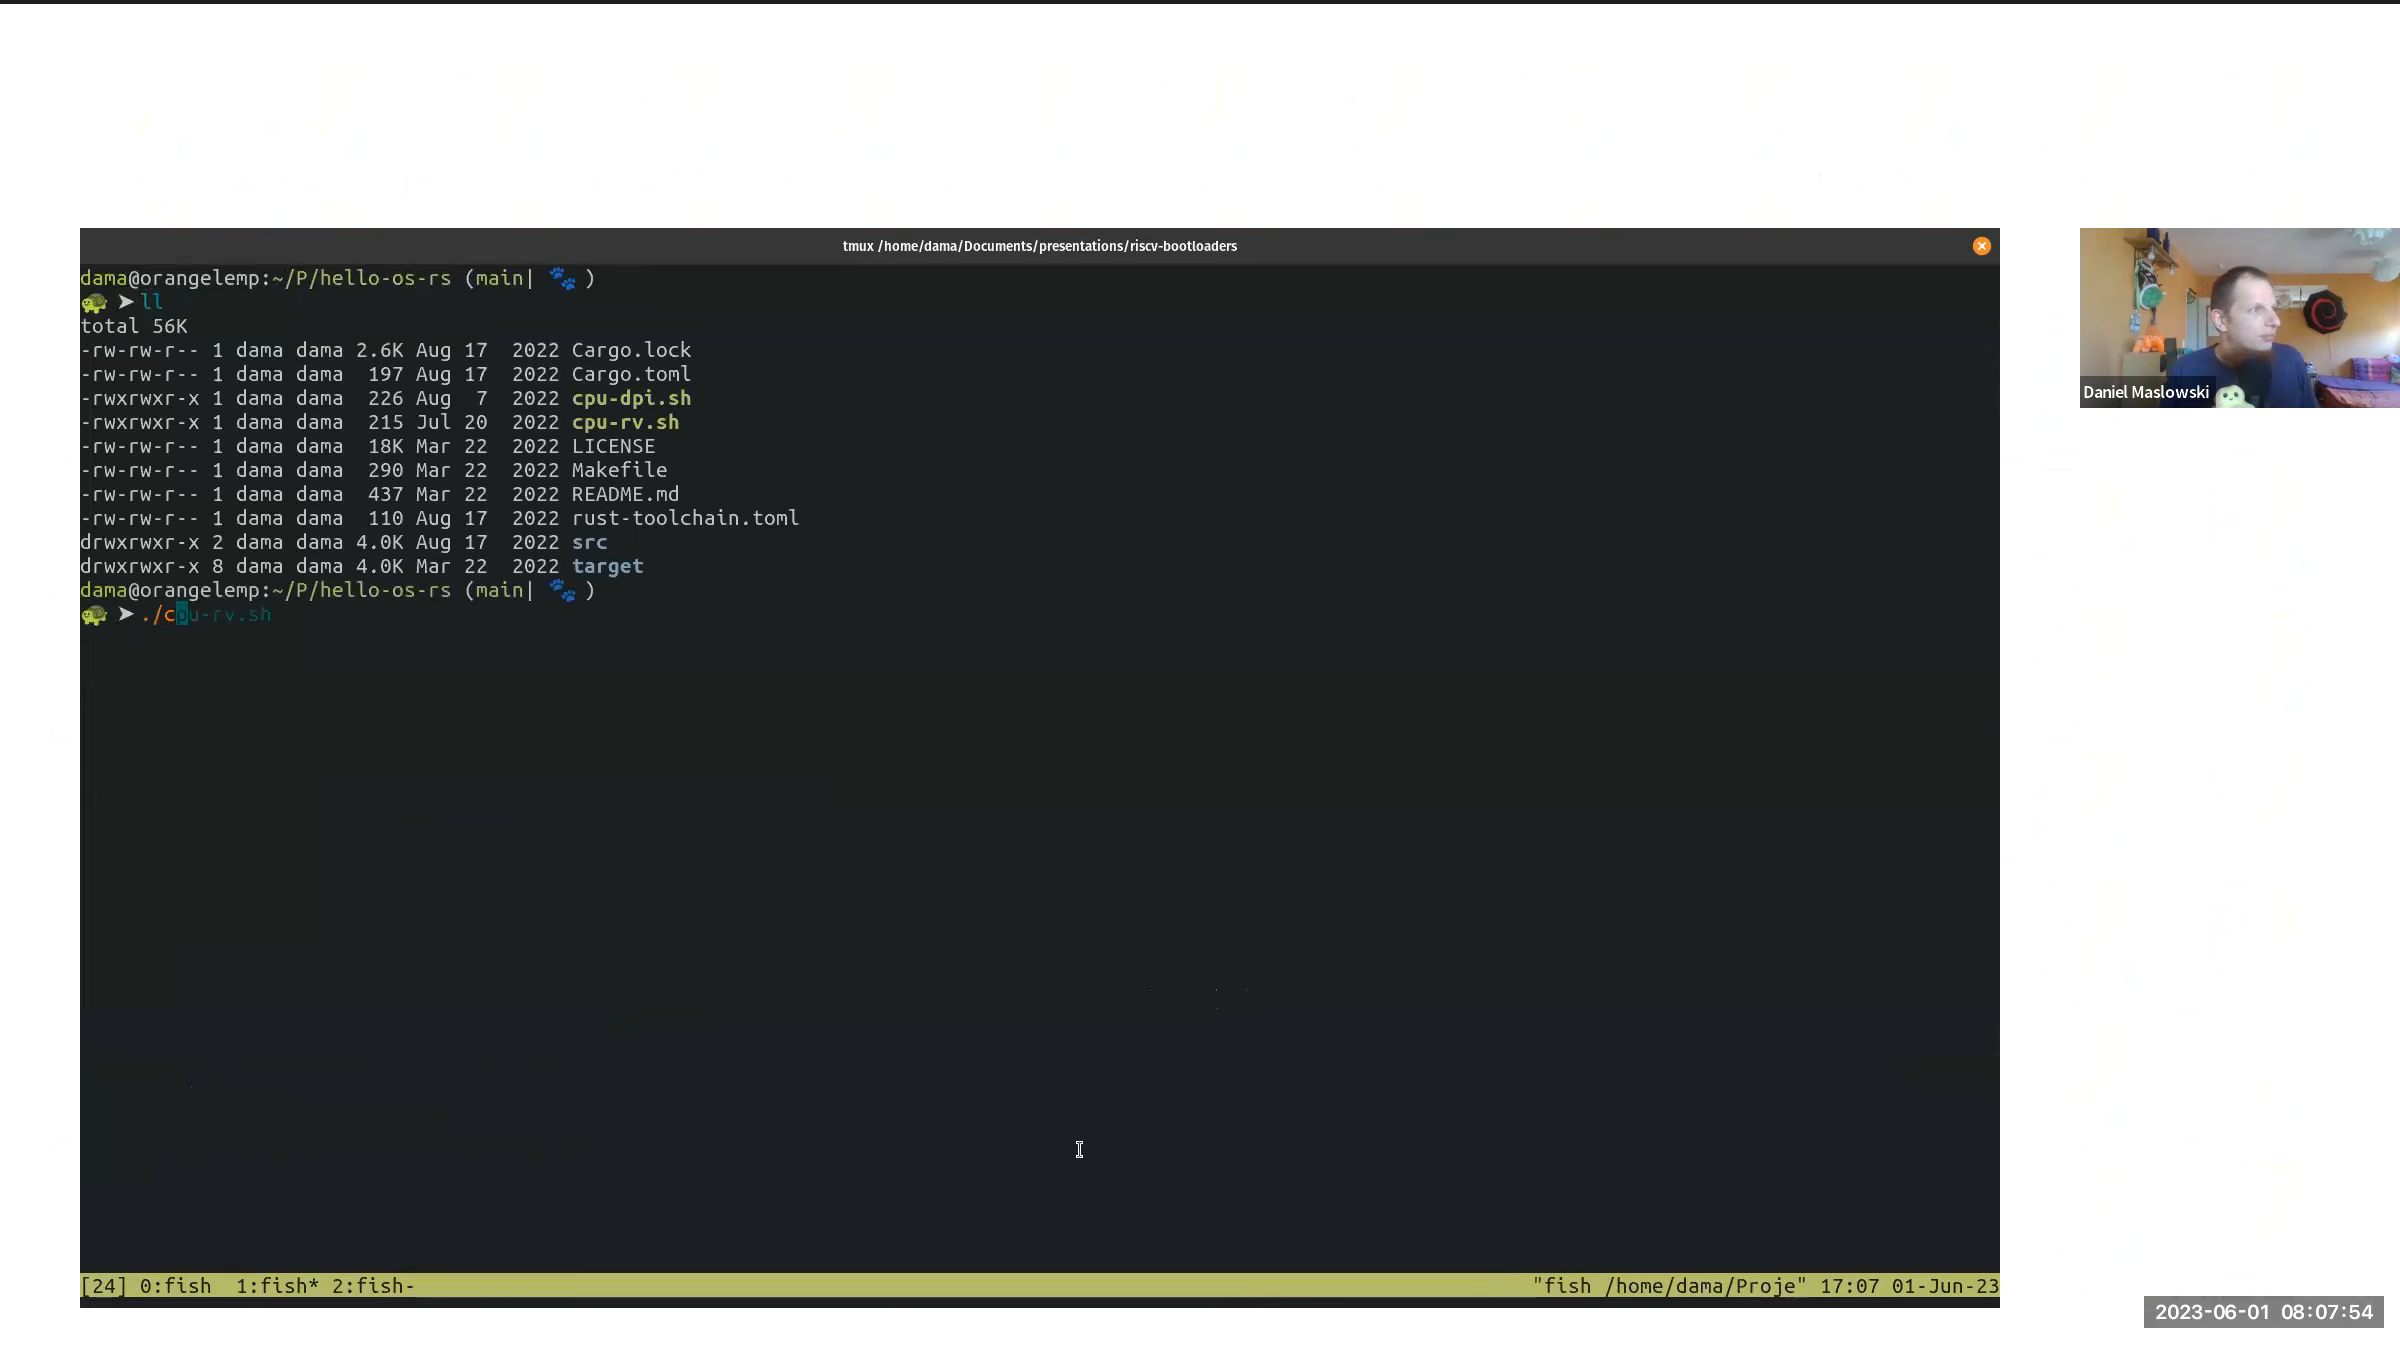 tmux /home/dama/Documents/presentations/riscv-bootloaders
dama@orangelemp:~/P/hello-os-rs (main| 🐾 )
🐢 ➤ ll
total 56K
-rw-rw-r-- 1 dama dama 2.6K Aug 17  2022 Cargo.lock
-rw-rw-r-- 1 dama dama  197 Aug 17  2022 Cargo.toml
-rwxrwxr-x 1 dama dama  226 Aug  7  2022 cpu-dpi.sh
-rwxrwxr-x 1 dama dama  215 Jul 20  2022 cpu-rv.sh
-rw-rw-r-- 1 dama dama  18K Mar 22  2022 LICENSE
-rw-rw-r-- 1 dama dama  290 Mar 22  2022 Makefile
-rw-rw-r-- 1 dama dama  437 Mar 22  2022 README.md
-rw-rw-r-- 1 dama dama  110 Aug 17  2022 rust-toolchain.toml
drwxrwxr-x 2 dama dama 4.0K Aug 17  2022 src
drwxrwxr-x 8 dama dama 4.0K Mar 22  2022 target
dama@orangelemp:~/P/hello-os-rs (main| 🐾 )
🐢 ➤ ./cpu-rv.sh
Daniel Maslowski
[24] 0:fish  1:fish* 2:fish-
"fish /home/dama/Proje" 17:07 01-Jun-23
2023-06-01 08:07:54